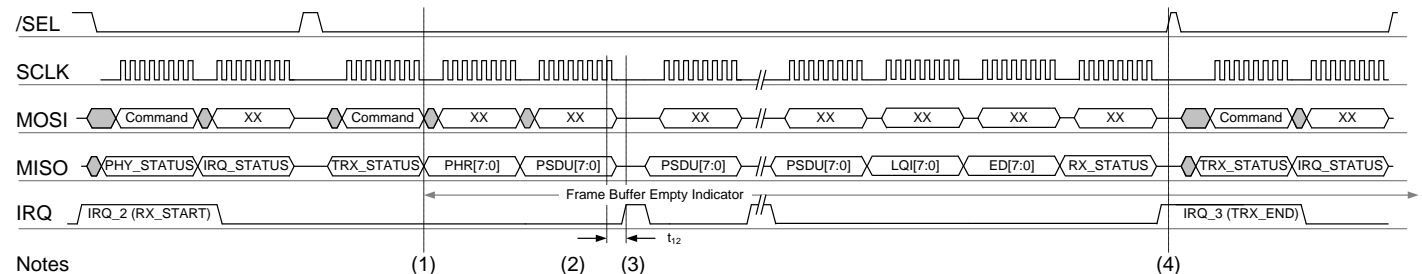 /SEL
SCLK
MOSI Command XX Command XX XX XX XX XX XX XX Command XX
MISO PHY_STATUS IRQ_STATUS TRX_STATUS PHR[7:0] PSDU[7:0] PSDU[7:0] PSDU[7:0] LQI[7:0] ED[7:0] RX_STATUS TRX_STATUS IRQ_STATUS
Frame Buffer Empty Indicator
IRQ IRQ_2 (RX_START) IRQ_3 (TRX_END)
t12
Notes (1) (2) (3) (4)